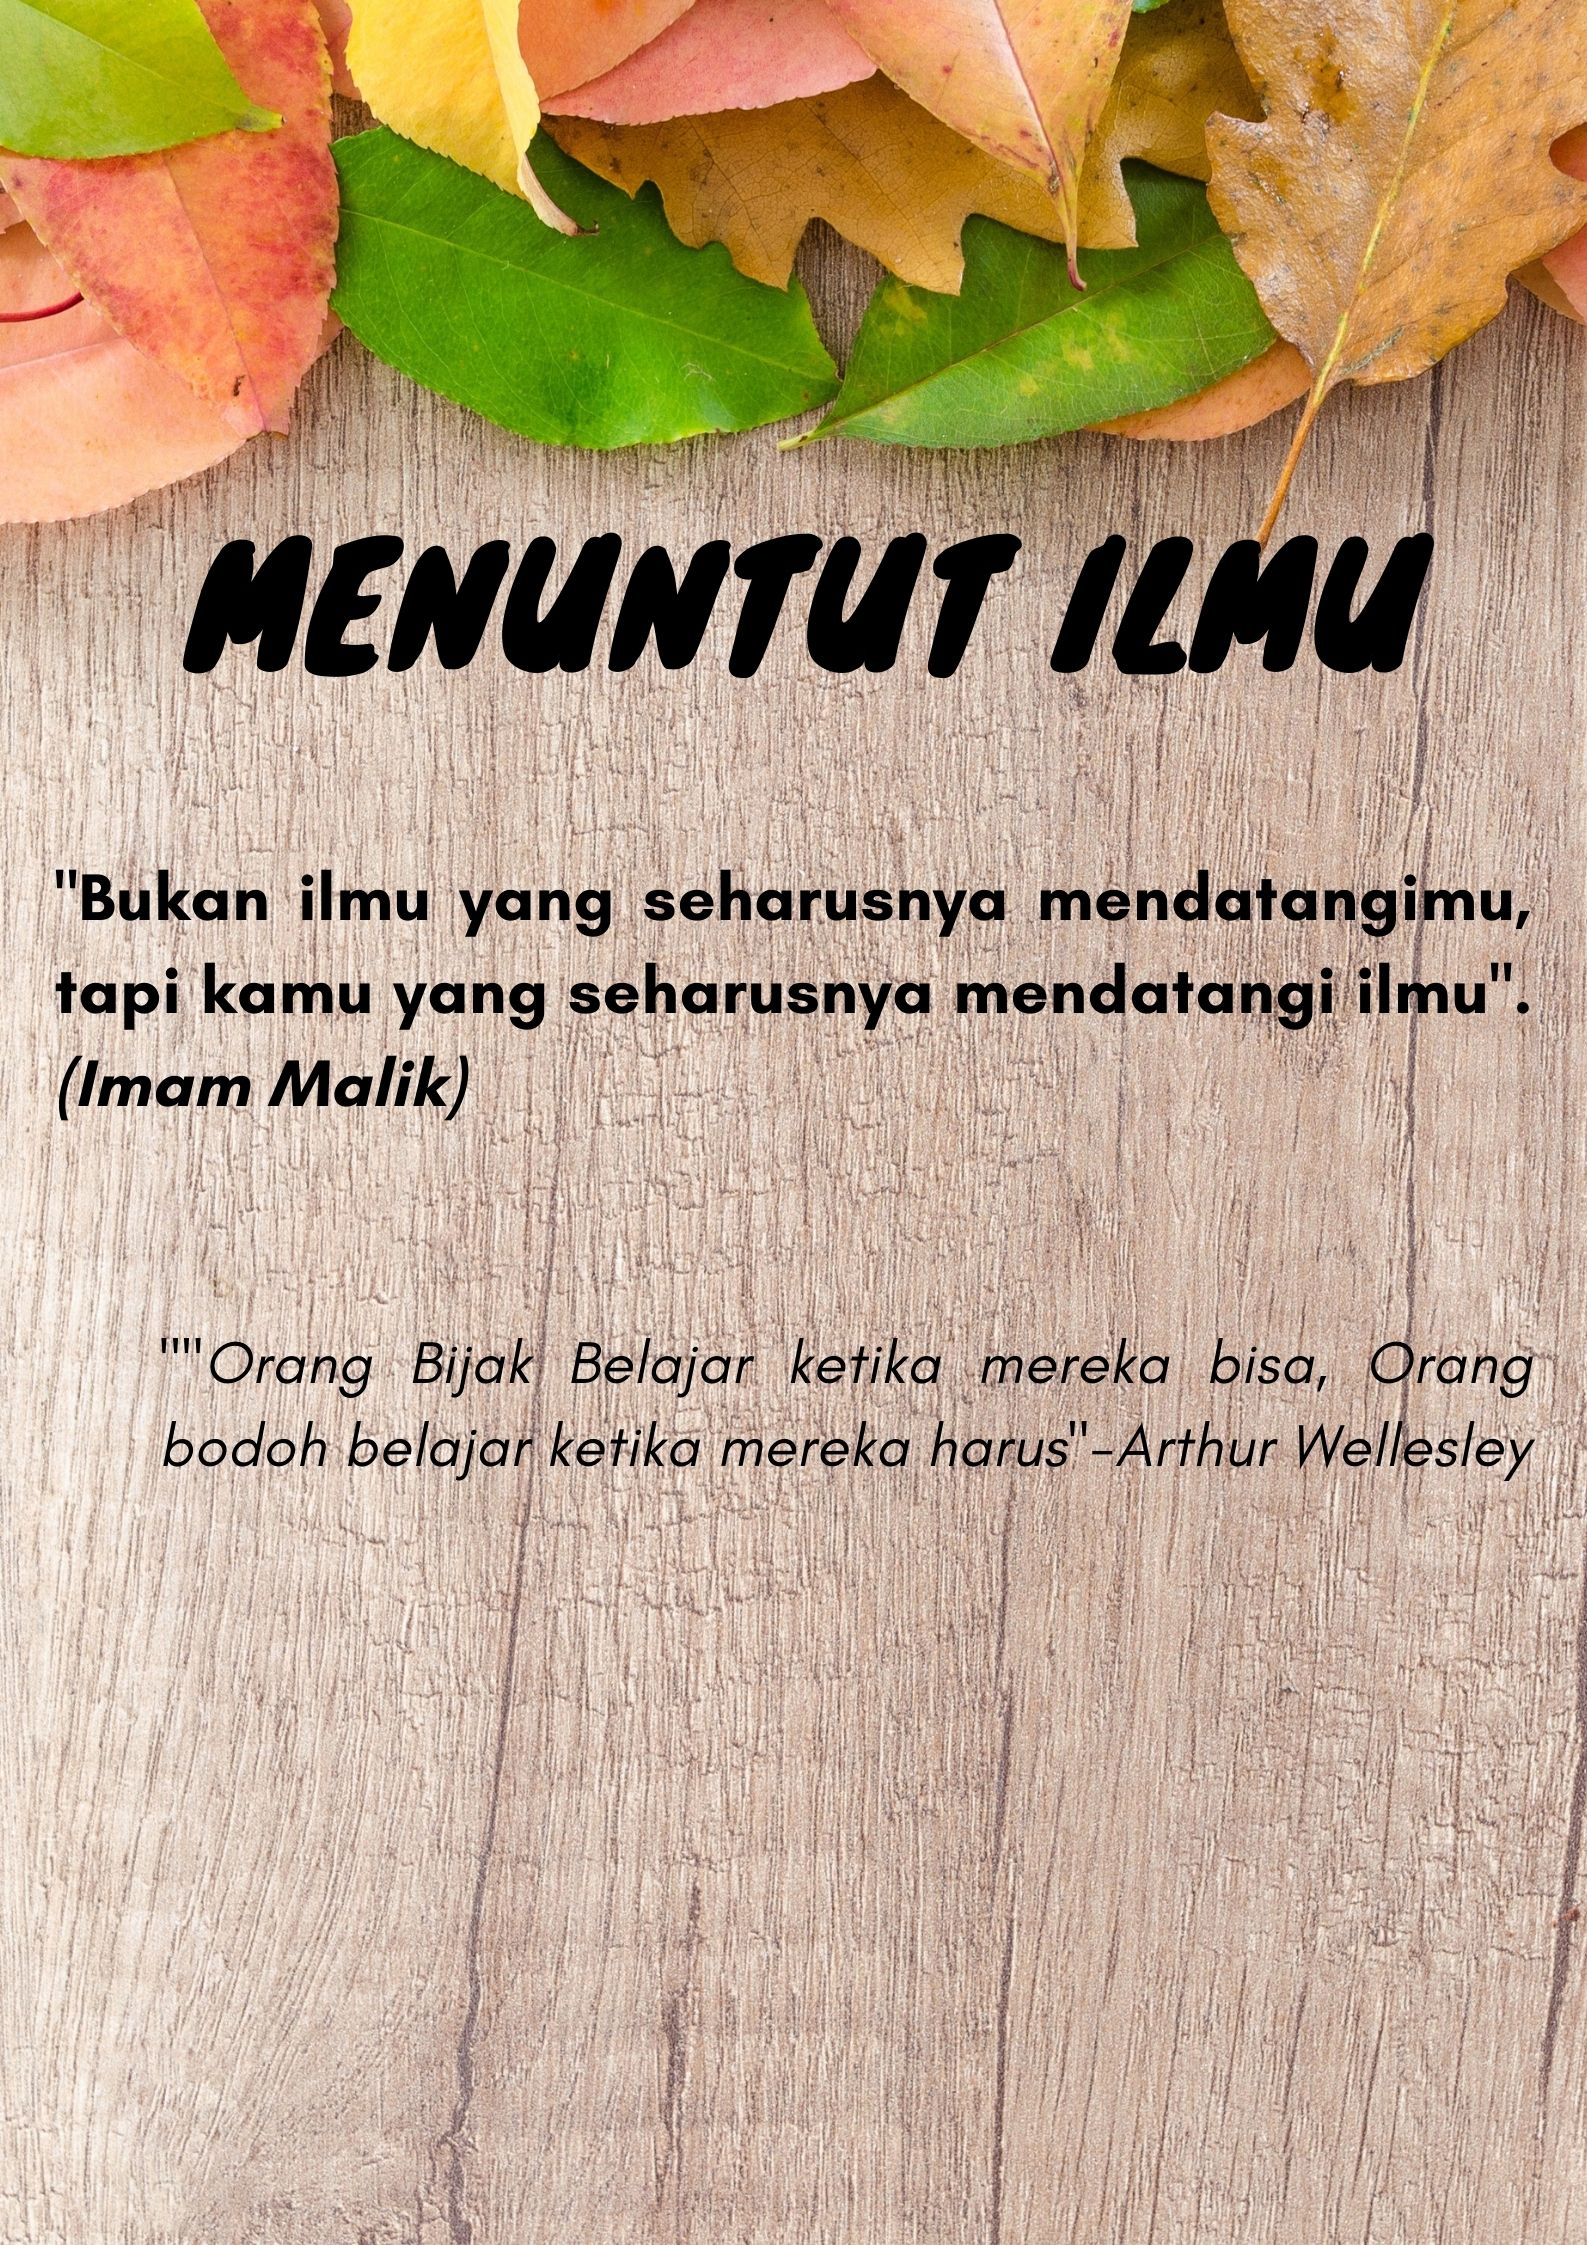 MENUNTUT ILMU
"Bukan ilmu yang seharusnya mendatangimu,
tapi kamu yang seharusnya mendatangi ilmu".
(Imam Malik)
""Orang Bijak Belajar ketika mereka bisa, Orang
bodoh belajar ketika mereka harus"-Arthur Wellesley